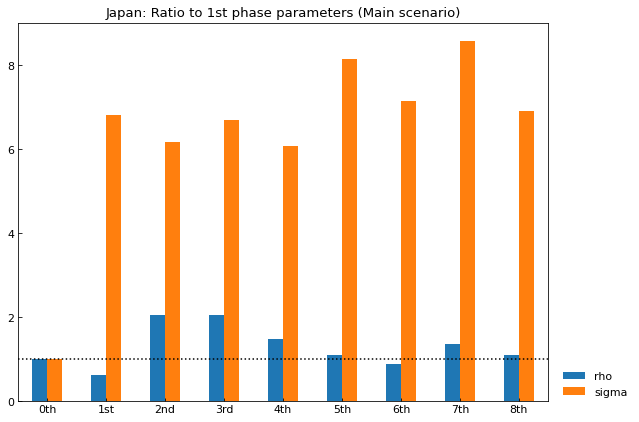 Japan: Ratio to 1st phase parameters (Main scenario)
8
6
4
2
0
0th 1st 2nd 3rd 4th 5th 6th 7th 8th
rho
sigma